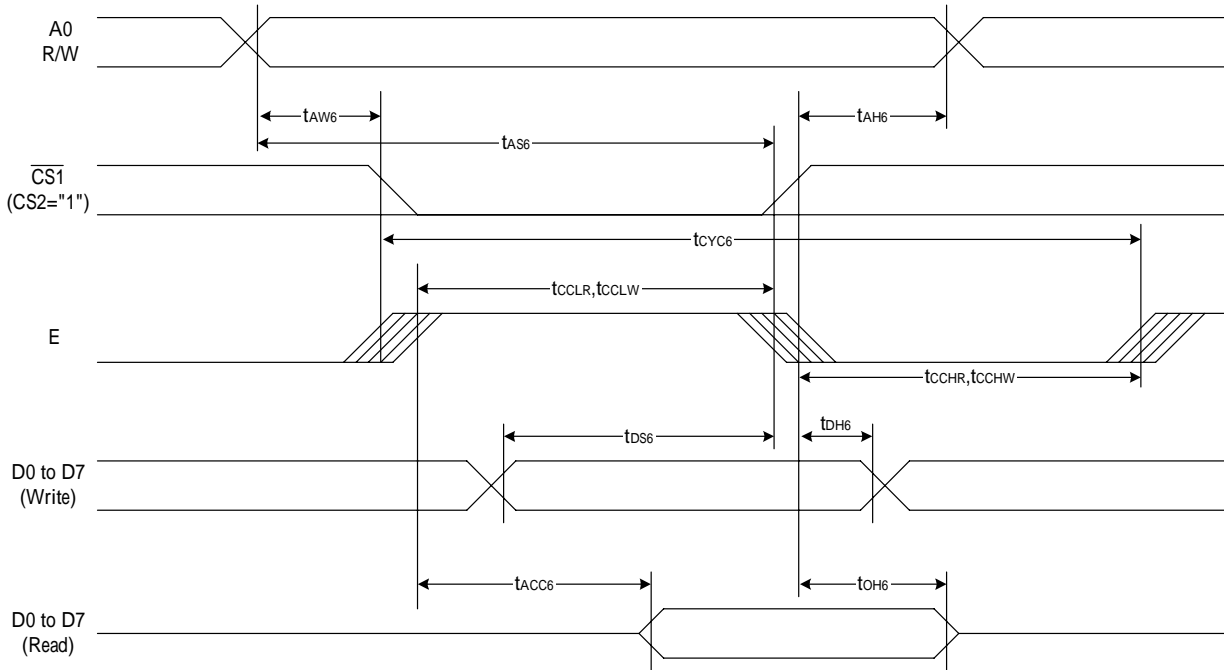 A0
R/W
tAW6
tAH6
tAS6
CS1
(CS2="1")
tCYC6
tCCLR,tCCLW
E
tCCHR,tCCHW
tDS6
tDH6
D0 to D7
(Write)
tACC6
tOH6
D0 to D7
(Read)